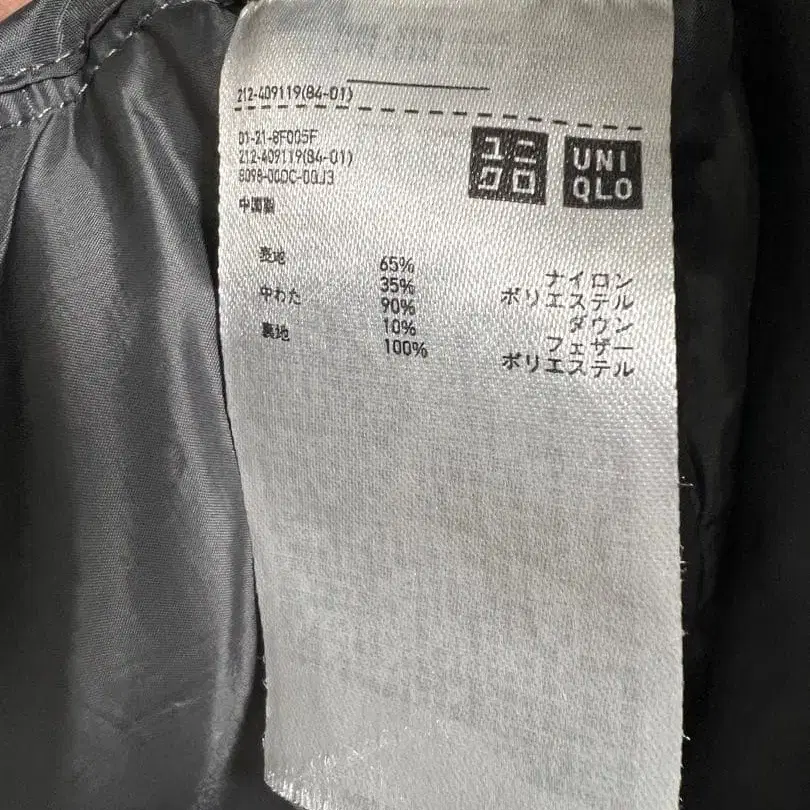 212-409119(84-01)
01-21-8F005F
212-409119(84-01)
8098-000C-00J3
中国製
ユニクロ
UNI
QLO
表地 65% ナイロン
35% ポリエステル
中わた 90% ダウン
10% フェザー
裏地 100% ポリエステル